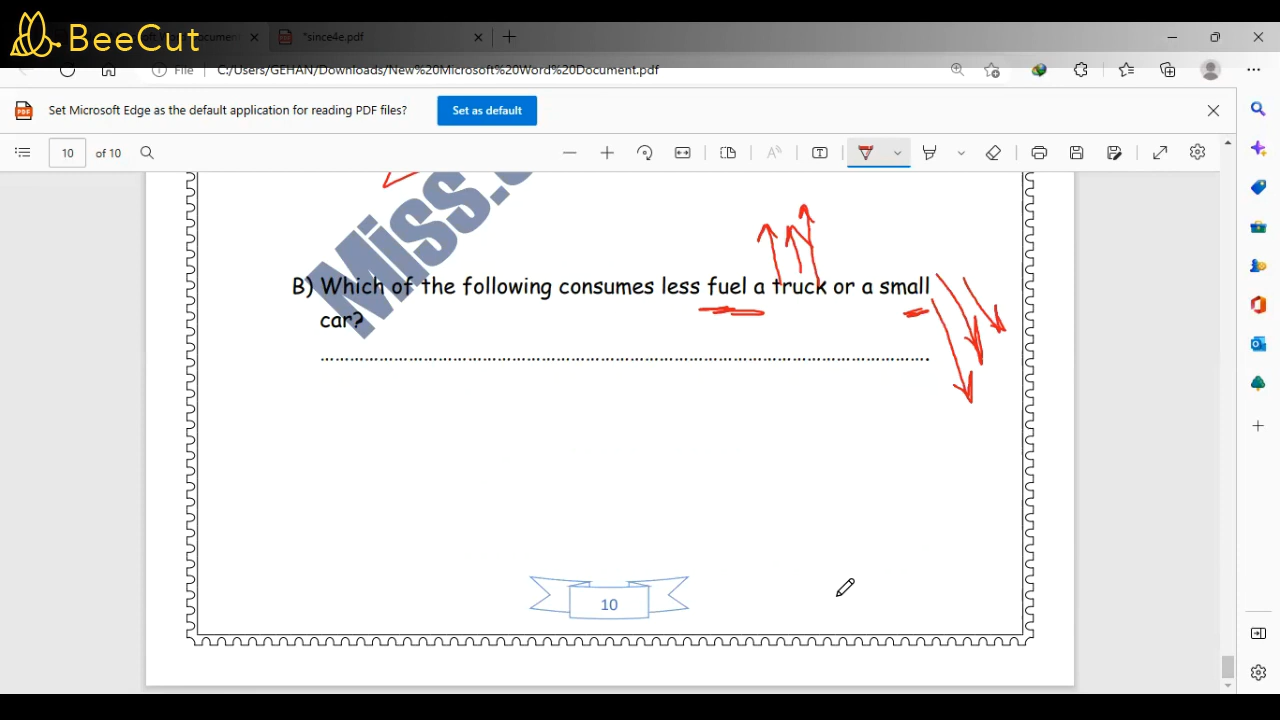 BeeCut
*since4e.pdf
File C:/Users/GEHAN/Downloads/New%20Microsoft%20Word%20Document.pdf
Set Microsoft Edge as the default application for reading PDF files? Set as default
10 of 10
Miss.
B) Which of the following consumes less fuel a truck or a small
car?
........................................................................................................................
10